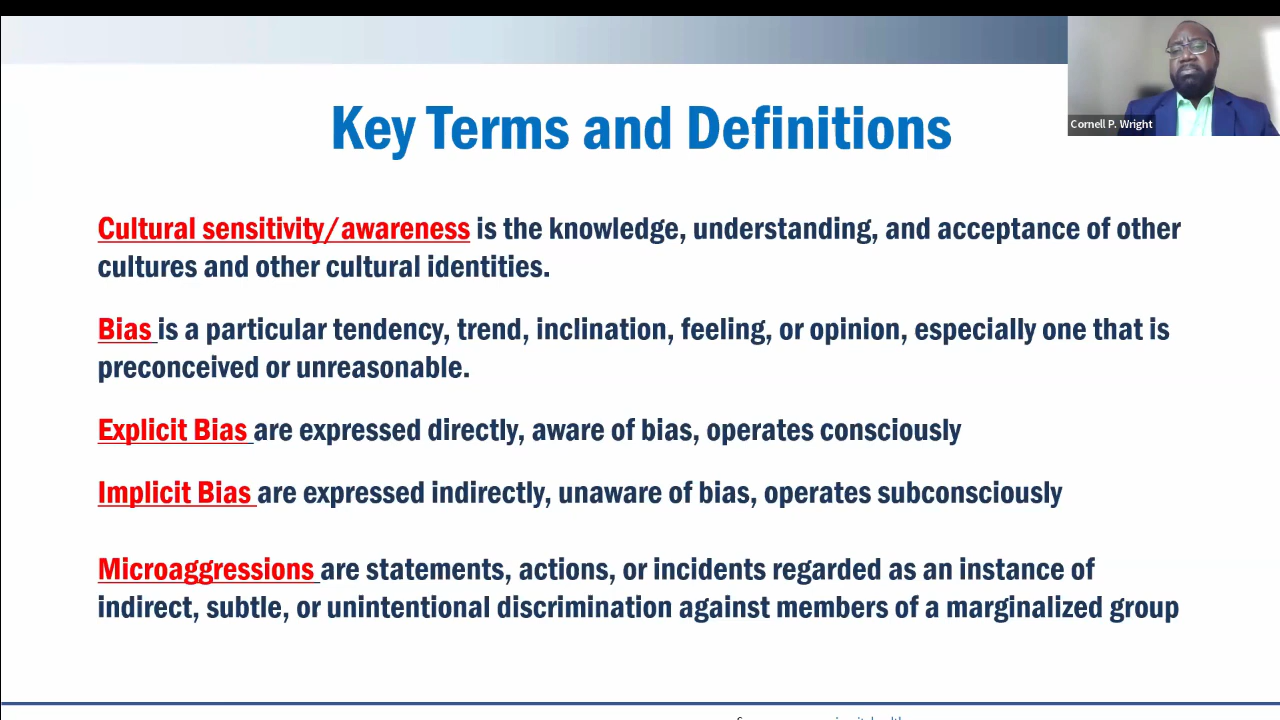 Cornell P. Wright
Key Terms and Definitions
Cultural sensitivity/awareness is the knowledge, understanding, and acceptance of other
cultures and other cultural identities.
Bias is a particular tendency, trend, inclination, feeling, or opinion, especially one that is
preconceived or unreasonable.
Explicit Bias are expressed directly, aware of bias, operates consciously
Implicit Bias are expressed indirectly, unaware of bias, operates subconsciously
Microaggressions are statements, actions, or incidents regarded as an instance of
indirect, subtle, or unintentional discrimination against members of a marginalized group